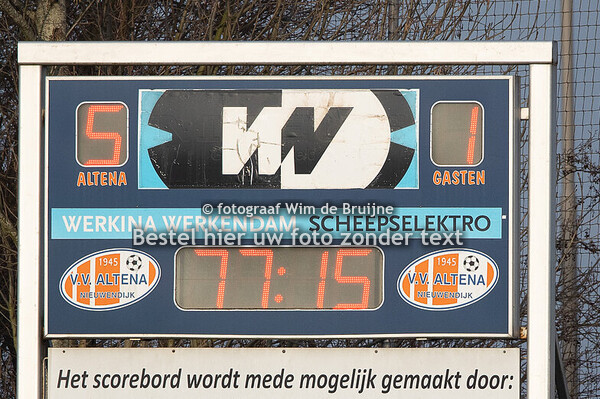 5 1
TW
ALTENA GASTEN
© fotograaf Wim de Bruijne
WERKINA WERKENDAM SCHEEPSELEKTRO
Bestel hier uw foto zonder text
1945 77:15 1945
V.V. ALTENA V.V. ALTENA
NIEUWENDIJK NIEUWENDIJK
Het scorebord wordt mede mogelijk gemaakt door: